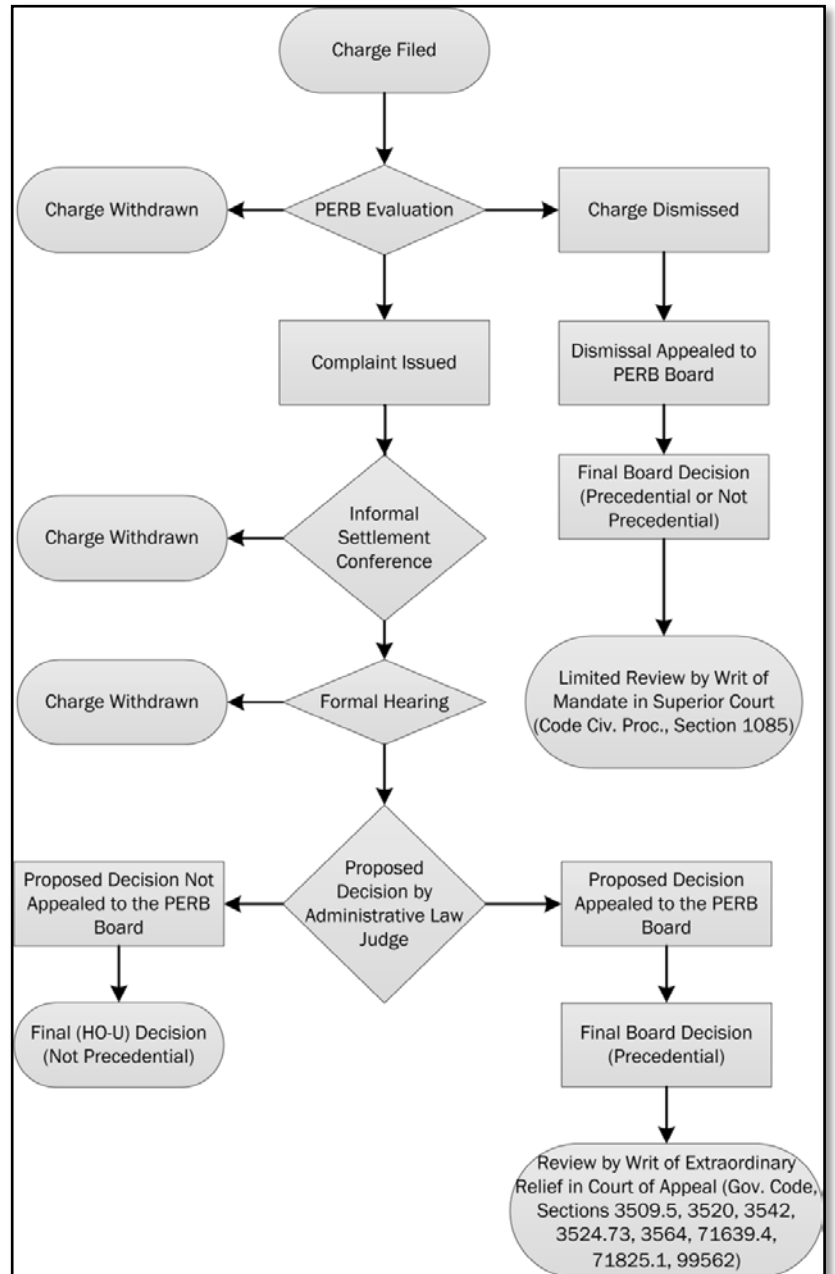 Charge Filed
Charge Withdrawn
PERB Evaluation
Charge Dismissed
Complaint Issued
Dismissal Appealed to
PERB Board
Charge Withdrawn
Informal
Settlement
Conference
Final Board Decision
(Precedential or Not
Precedential)
Charge Withdrawn
Formal Hearing
Limited Review by Writ of
Mandate in Superior Court
(Code Civ. Proc., Section 1085)
Proposed Decision Not
Appealed to the PERB
Board
Proposed
Decision by
Administrative Law
Judge
Proposed Decision
Appealed to the PERB
Board
Final (HO-U) Decision
(Not Precedential)
Final Board Decision
(Precedential)
Review by Writ of Extraordinary
Relief in Court of Appeal (Gov. Code,
Sections 3509.5, 3520, 3542,
3524.73, 3564, 71639.4,
71825.1, 99562)